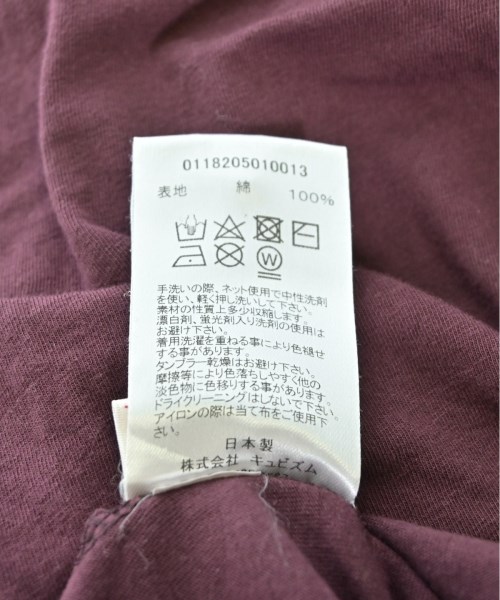 0118205010013
表地 綿 100%
手洗いの際、ネット使用で中性洗剤
を使い、軽く押し洗いして下さい。
素材の性質上多少収縮します。
漂白剤、蛍光剤入り洗剤の使用は
お避け下さい。
着用洗濯を重ねる事により色褪せ
する事があります。
タンブラー乾燥はお避け下さい。
摩擦等により色落ちしやすく他の
淡色物に色移りする事があります。
ドライクリーニングはしないで下さい。
アイロンの際は当て布をご使用下
さい。
日本製
株式会社 キュビズム